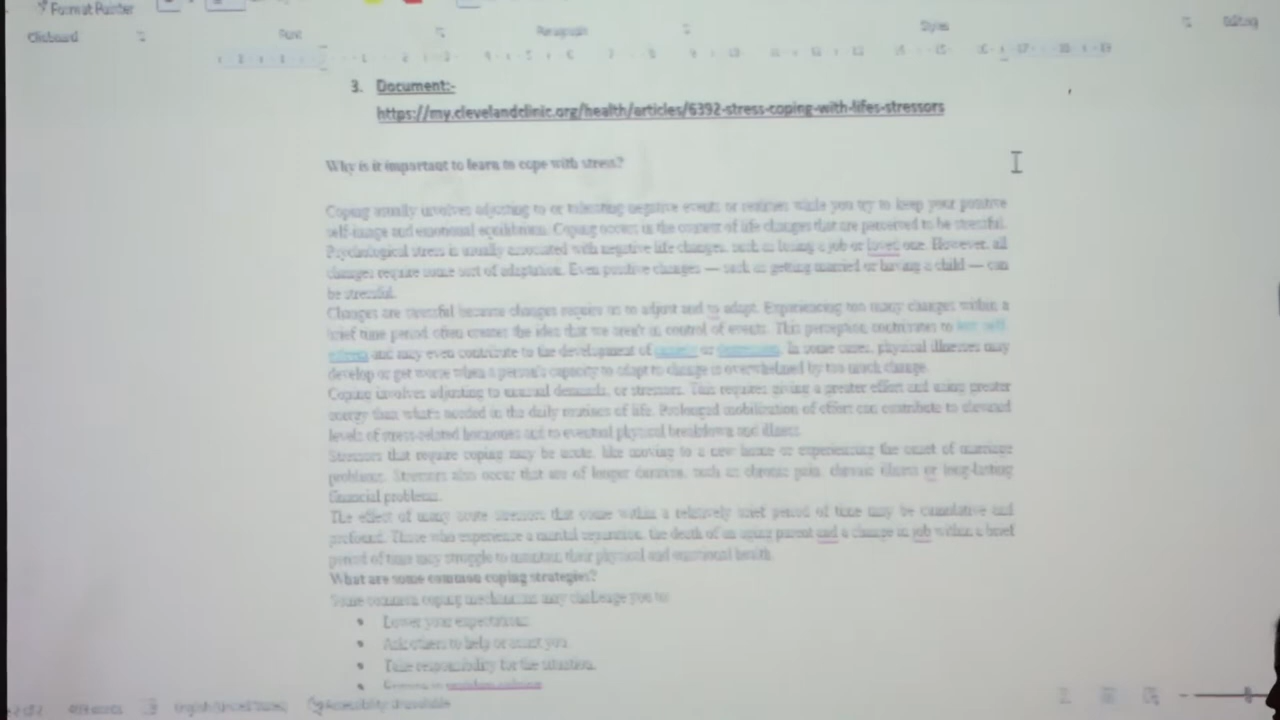 Format Painter
Clipboard Font Paragraph Styles Editing
3. Document:-
https://my.clevelandclinic.org/health/articles/6392-stress-coping-with-lifes-stressors
Why is it important to learn to cope with stress?
Coping usually involves adjusting to or tolerating negative events or realities while you try to keep your positive
self-image and emotional equilibrium. Coping occurs in the context of life changes that are perceived to be stressful.
Psychological stress is usually associated with negative life changes, such as losing a job or loved one. However, all
changes require some sort of adaptation. Even positive changes — such as getting married or having a child — can
be stressful.
Changes are stressful because changes require us to adjust and to adapt. Experiencing too many changes within a
brief time period often creates the idea that we aren't in control of events. This perception contributes to low self-
esteem and may even contribute to the development of anxiety or depression. In some cases, physical illnesses may
develop or get worse when a person's capacity to adapt to change is overwhelmed by too much change.
Coping involves adjusting to unusual demands, or stressors. This requires giving a greater effort and using greater
energy than what's needed in the daily routines of life. Prolonged mobilization of effort can contribute to elevated
levels of stress-related hormones and to eventual physical breakdown and illness.
Stressors that require coping may be acute, like moving to a new home or experiencing the onset of marriage
problems. Stressors also occur that are of longer duration, such as chronic pain, chronic illness or long-lasting
financial problems.
The effect of many acute stressors that come within a relatively brief period of time may be cumulative and
profound. Those who experience a marital separation, the death of an aging parent and a change in job within a brief
period of time may struggle to maintain their physical and emotional health.
What are some common coping strategies?
Some common coping mechanisms may challenge you to:
Lower your expectations.
Ask others to help or assist you.
Take responsibility for the situation.
problem solving
English (United States)